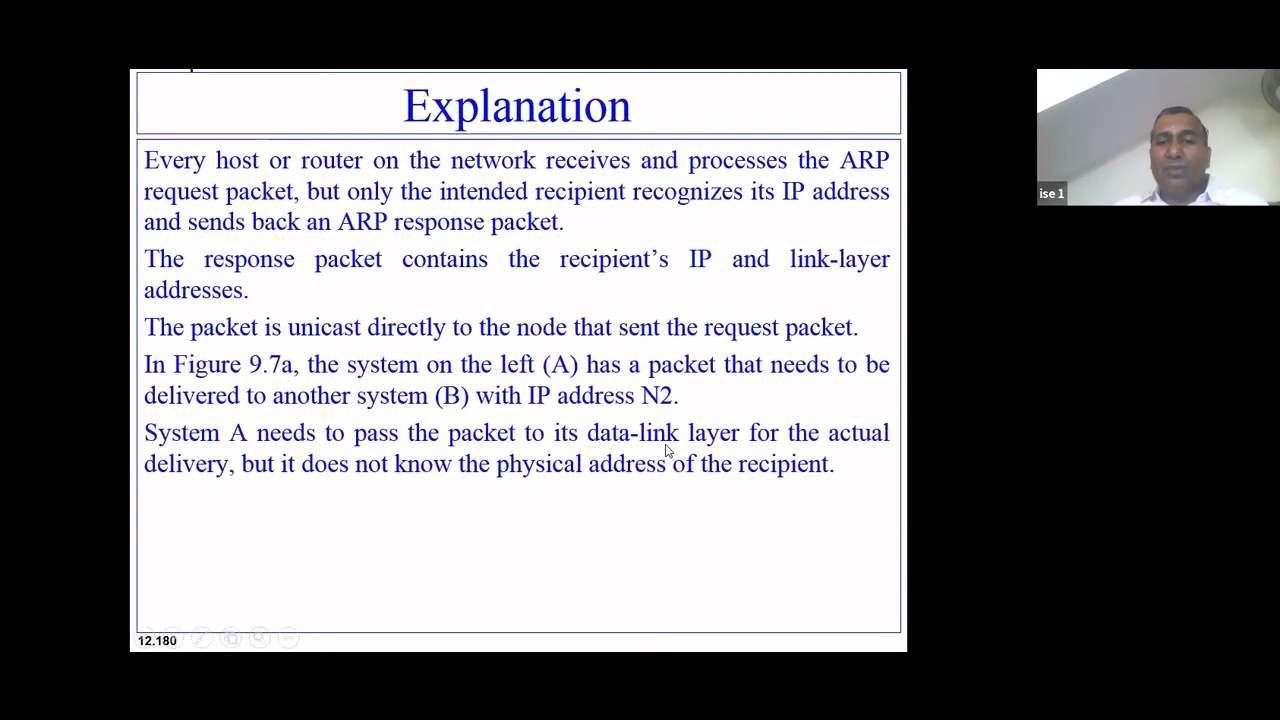 Explanation
Every host or router on the network receives and processes the ARP
request packet, but only the intended recipient recognizes its IP address
and sends back an ARP response packet.
The response packet contains the recipient’s IP and link-layer
addresses.
The packet is unicast directly to the node that sent the request packet.
In Figure 9.7a, the system on the left (A) has a packet that needs to be
delivered to another system (B) with IP address N2.
System A needs to pass the packet to its data-link layer for the actual
delivery, but it does not know the physical address of the recipient.
12.180
ise 1